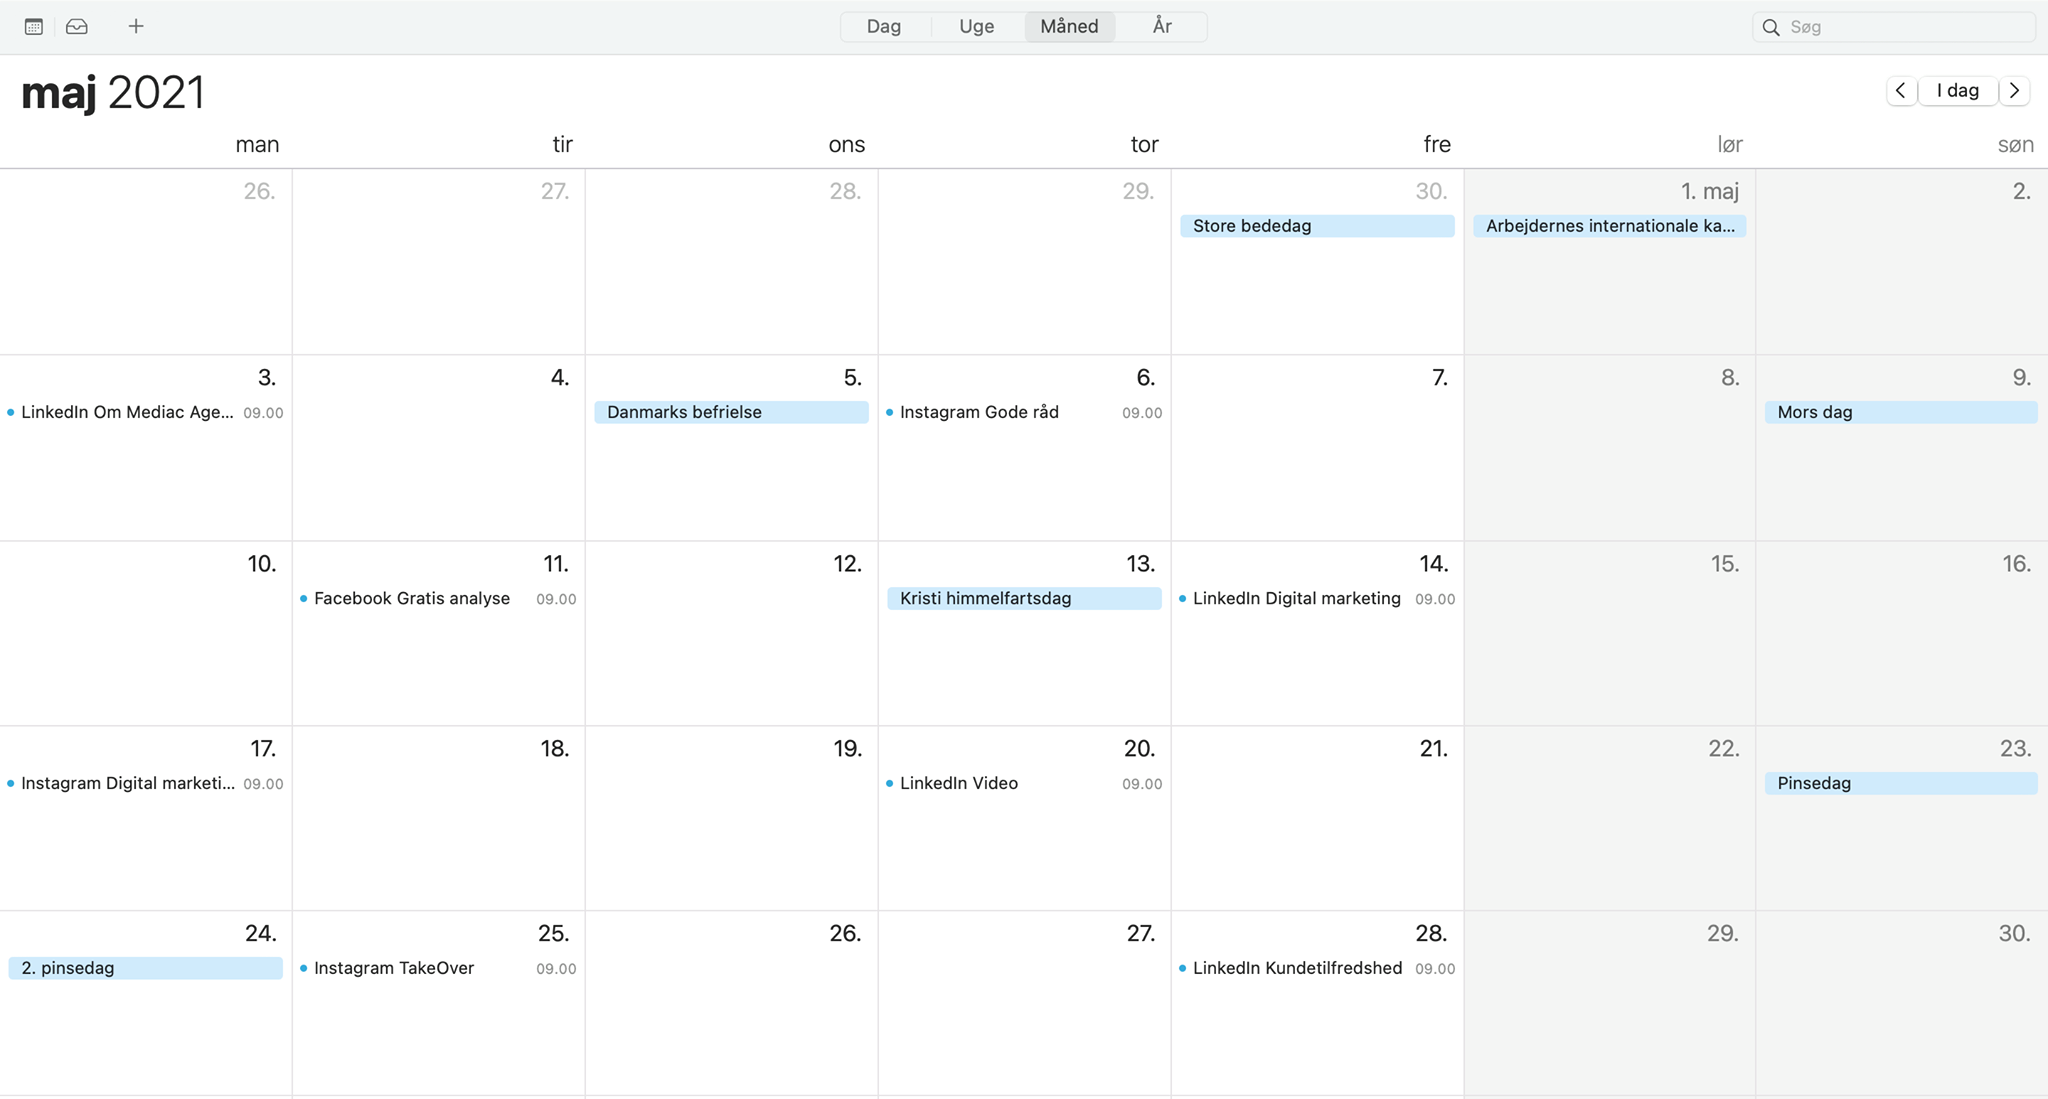 Dag Uge Måned År Søg
maj 2021
I dag
man tir ons tor fre lør søn
26. 27. 28. 29. 30. 1. maj 2.
Store bededag Arbejdernes internationale ka...
3. 4. 5. 6. 7. 8. 9.
LinkedIn Om Mediac Age... 09.00 Danmarks befrielse Instagram Gode råd 09.00 Mors dag
10. 11. 12. 13. 14. 15. 16.
Facebook Gratis analyse 09.00 Kristi himmelfartsdag LinkedIn Digital marketing 09.00
17. 18. 19. 20. 21. 22. 23.
Instagram Digital marketi... 09.00 LinkedIn Video 09.00 Pinsedag
24. 25. 26. 27. 28. 29. 30.
2. pinsedag Instagram TakeOver 09.00 LinkedIn Kundetilfredshed 09.00